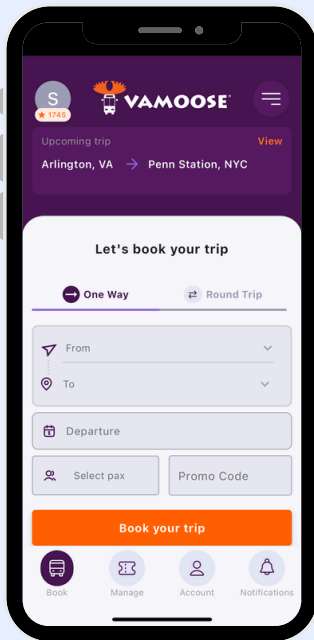 S
1745
VAMOOSE
Upcoming trip View
Arlington, VA → Penn Station, NYC
Let's book your trip
One Way Round Trip
From
To
Departure
Select pax Promo Code
Book your trip
Book Manage Account Notifications